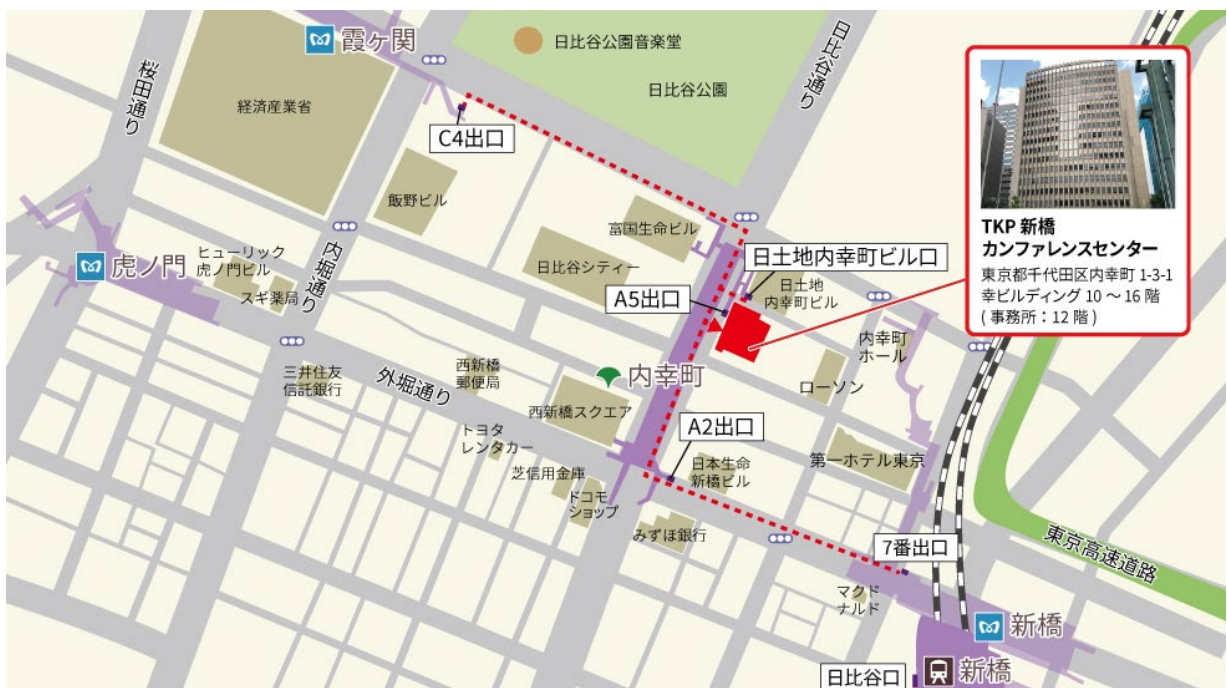 霞ヶ関
日比谷公園音楽堂
日比谷通り
日比谷公園
桜田通り
経済産業省
C4出口
TKP 新橋
カンファレンスセンター
東京都千代田区内幸町 1-3-1
幸ビルディング 10 ～ 16 階
( 事務所：12 階 )
飯野ビル
富国生命ビル
内堀通り
虎ノ門
ヒューリック
虎ノ門ビル
スギ薬局
日比谷シティー
日土地内幸町ビル口
日土地
内幸町ビル
A5出口
内幸町
ホール
三井住友
信託銀行
外堀通り
西新橋
郵便局
内幸町
ローソン
西新橋スクエア
トヨタ
レンタカー
A2出口
芝信用金庫
日本生命
新橋ビル
第一ホテル東京
ドコモ
ショップ
みずほ銀行
7番出口
東京高速道路
マクド
ナルド
新橋
日比谷口
新橋